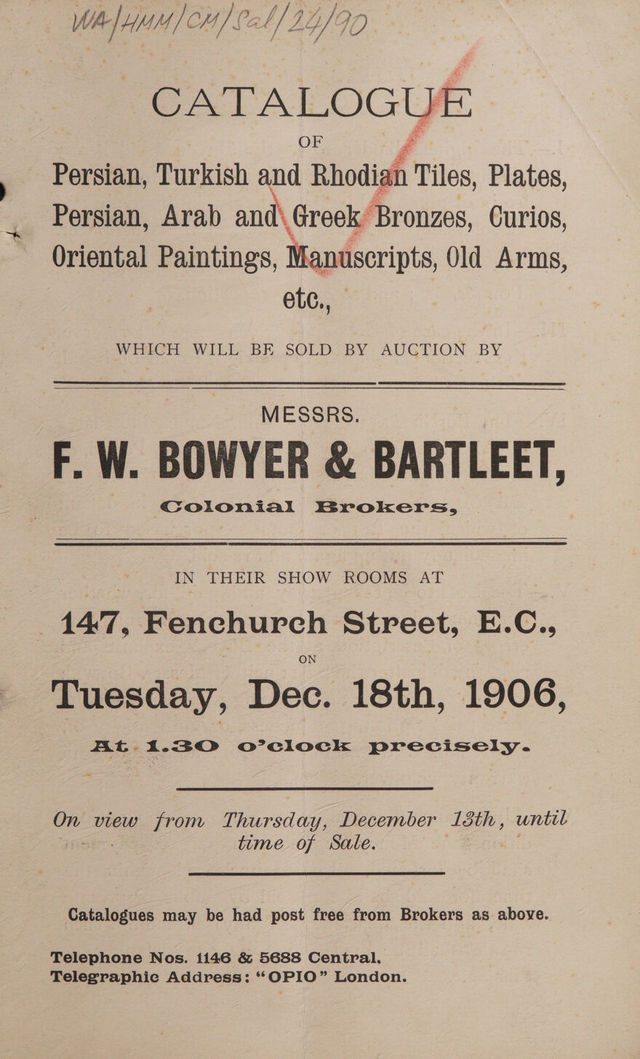 WA/HMM/CM/Sal/24/90
CATALOGUE
OF
Persian, Turkish and Rhodian Tiles, Plates,
Persian, Arab and Greek Bronzes, Curios,
Oriental Paintings, Manuscripts, Old Arms,
etc.,
WHICH WILL BE SOLD BY AUCTION BY
MESSRS.
F. W. BOWYER & BARTLEET,
Colonial Brokers,
IN THEIR SHOW ROOMS AT
147, Fenchurch Street, E.C.,
ON
Tuesday, Dec. 18th, 1906,
At 1.30 o'clock precisely.
On view from Thursday, December 13th, until
time of Sale.
Catalogues may be had post free from Brokers as above.
Telephone Nos. 1146 & 5688 Central.
Telegraphic Address: "OPIO" London.